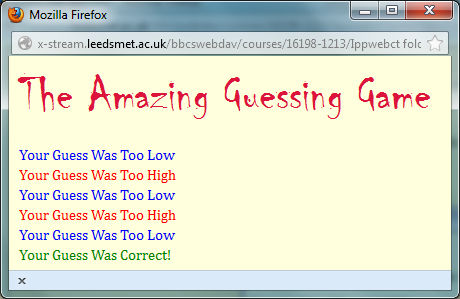 Mozilla Firefox
x-stream.leedsmet.ac.uk/bbcswebdav/courses/16198-1213/Ippwebct folc
The Amazing Guessing Game
Your Guess Was Too Low
Your Guess Was Too High
Your Guess Was Too Low
Your Guess Was Too High
Your Guess Was Too Low
Your Guess Was Correct!
x